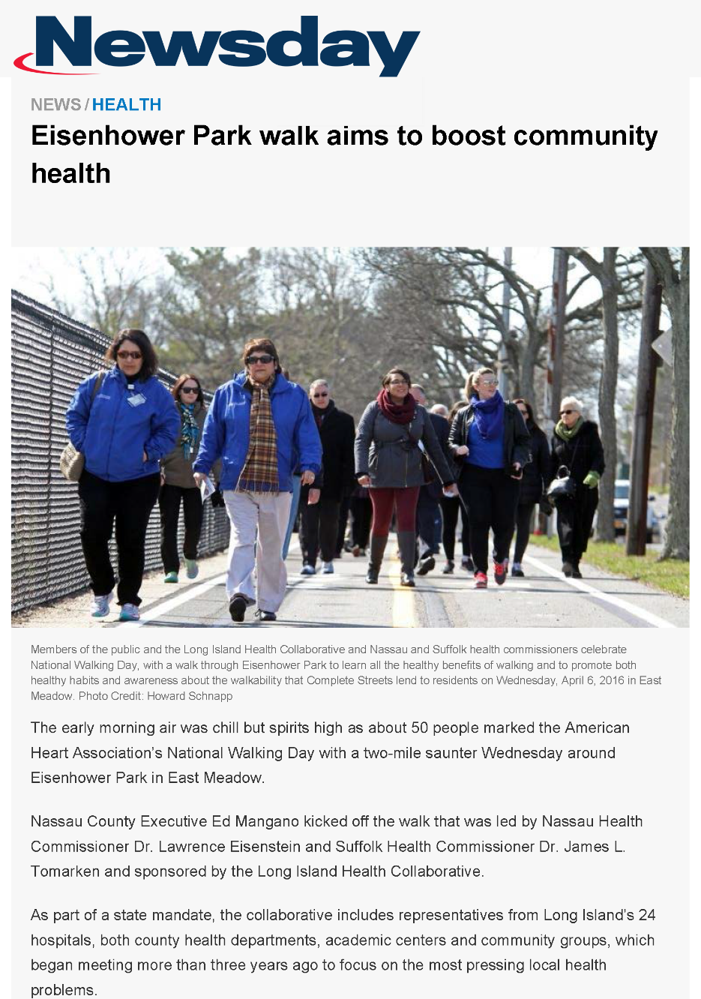 Newsday
NEWS / HEALTH
Eisenhower Park walk aims to boost community
health
Members of the public and the Long Island Health Collaborative and Nassau and Suffolk health commissioners celebrate
National Walking Day, with a walk through Eisenhower Park to learn all the healthy benefits of walking and to promote both
healthy habits and awareness about the walkability that Complete Streets lend to residents on Wednesday, April 6, 2016 in East
Meadow. Photo Credit: Howard Schnapp
The early morning air was chill but spirits high as about 50 people marked the American
Heart Association’s National Walking Day with a two-mile saunter Wednesday around
Eisenhower Park in East Meadow.
Nassau County Executive Ed Mangano kicked off the walk that was led by Nassau Health
Commissioner Dr. Lawrence Eisenstein and Suffolk Health Commissioner Dr. James L.
Tomarken and sponsored by the Long Island Health Collaborative.
As part of a state mandate, the collaborative includes representatives from Long Island’s 24
hospitals, both county health departments, academic centers and community groups, which
began meeting more than three years ago to focus on the most pressing local health
problems.